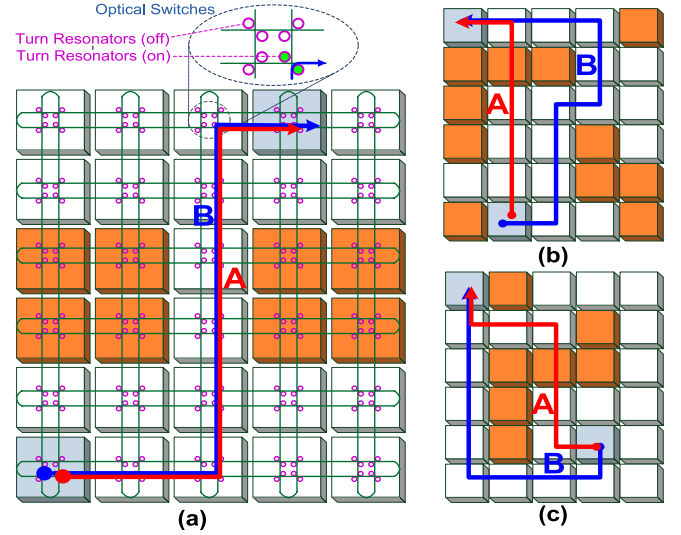 Optical Switches
Turn Resonators (off)
Turn Resonators (on)
B
A
(a)
B
A
(b)
A
B
(c)